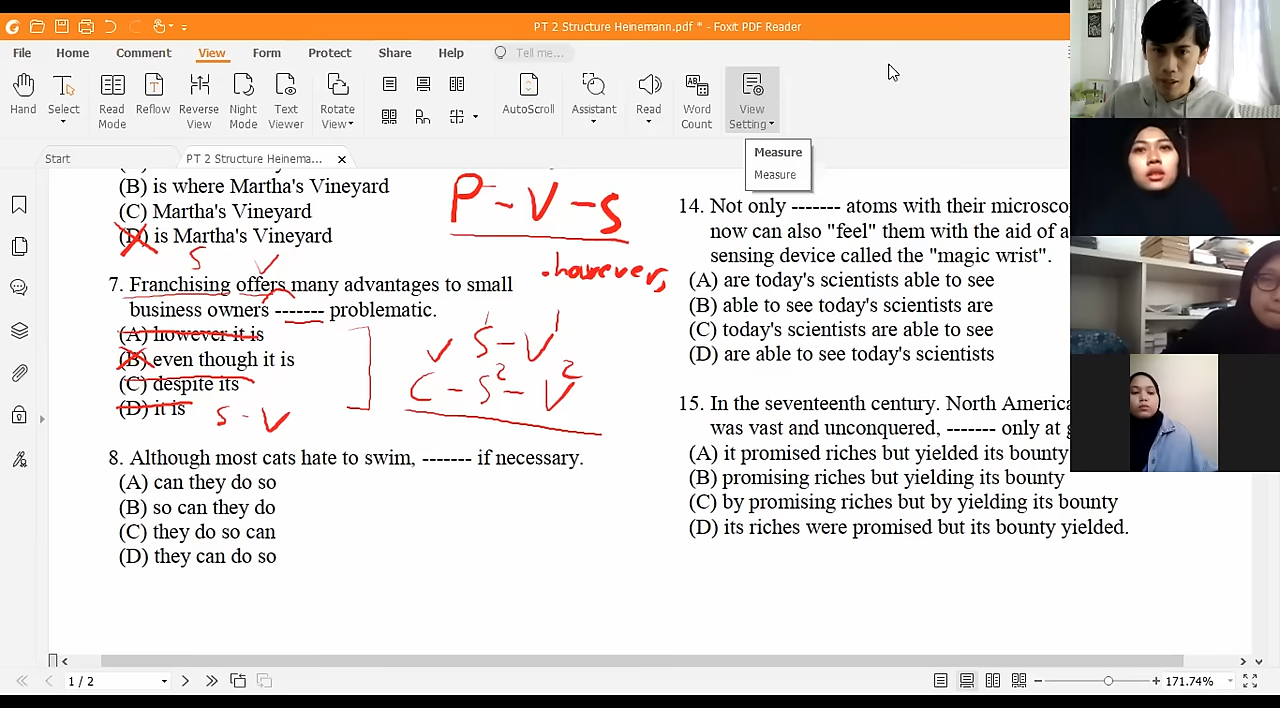 PT 2 Structure Heinemann.pdf * - Foxit PDF Reader
File Home Comment View Form Protect Share Help Tell me...
Hand Select Read Mode Reflow Reverse View Night Mode Text Viewer Rotate View AutoScroll Assistant Read Word Count View Setting
Measure
Measure
Start PT 2 Structure Heinema...
(B) is where Martha's Vineyard
(C) Martha's Vineyard
(D) is Martha's Vineyard
P - V - S
.however,
S V
7. Franchising offers many advantages to small
business owners ------- problematic.
(A) however it is
(B) even though it is
(C) despite its
(D) it is
S - V
S1 - V1
C - S2 - V2
8. Although most cats hate to swim, ------- if necessary.
(A) can they do so
(B) so can they do
(C) they do so can
(D) they can do so
14. Not only ------- atoms with their microsco
now can also "feel" them with the aid of a
sensing device called the "magic wrist".
(A) are today's scientists able to see
(B) able to see today's scientists are
(C) today's scientists are able to see
(D) are able to see today's scientists
15. In the seventeenth century. North America
was vast and unconquered, ------- only at g
(A) it promised riches but yielded its bounty
(B) promising riches but yielding its bounty
(C) by promising riches but by yielding its bounty
(D) its riches were promised but its bounty yielded.
1 / 2
171.74%